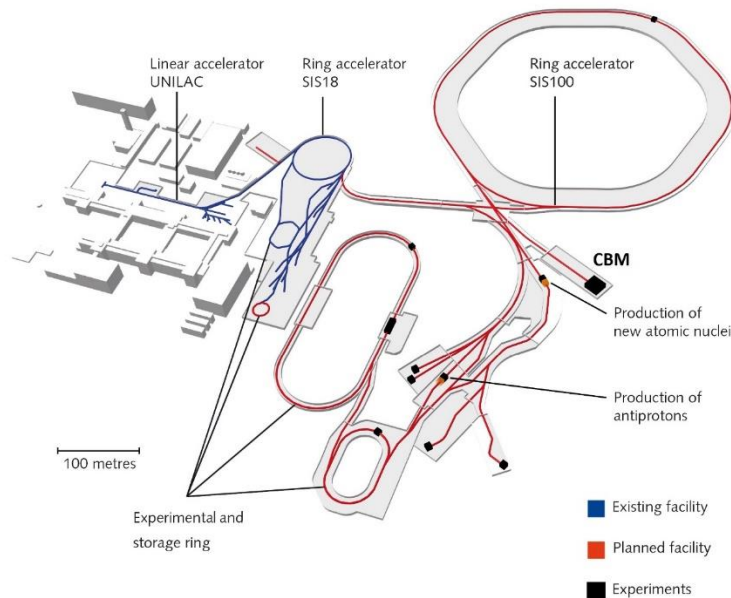 Linear accelerator
UNILAC
Ring accelerator
SIS18
Ring accelerator
SIS100
CBM
Production of
new atomic nuclei
Production of
antiprotons
100 metres
Experimental and
storage ring
Existing facility
Planned facility
Experiments